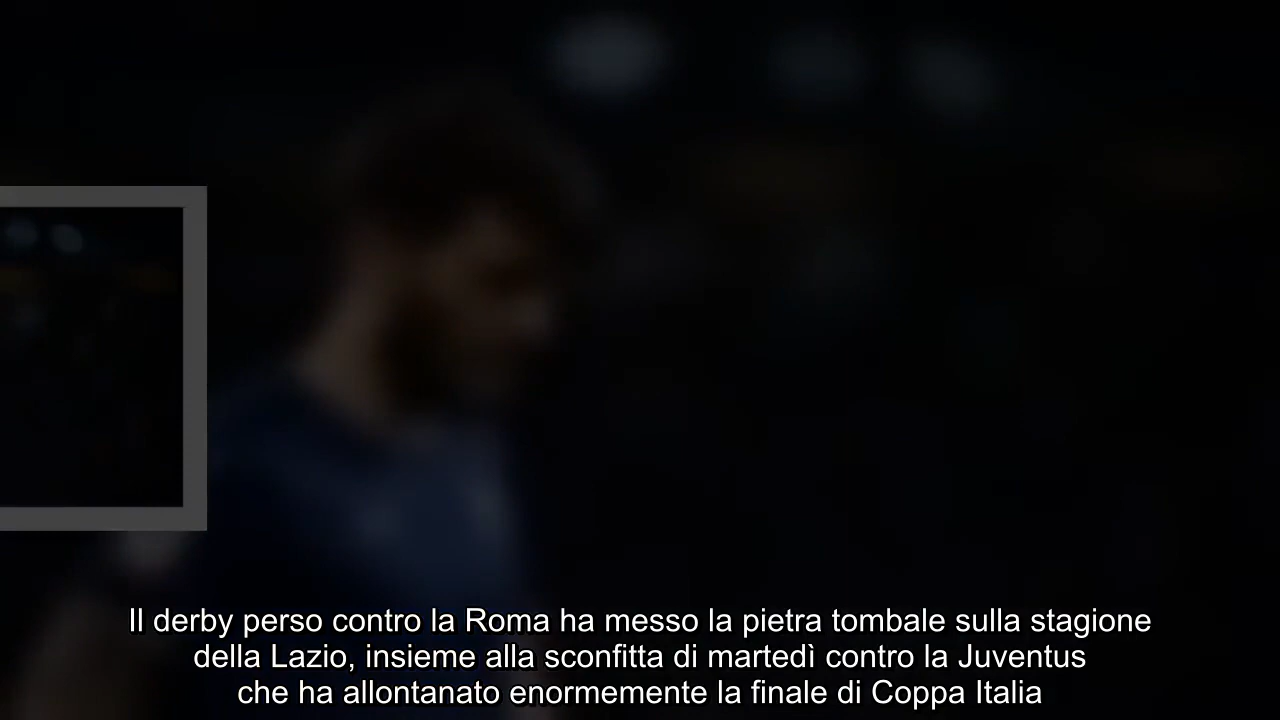 Il derby perso contro la Roma ha messo la pietra tombale sulla stagione
della Lazio, insieme alla sconfitta di martedì contro la Juventus
che ha allontanato enormemente la finale di Coppa Italia